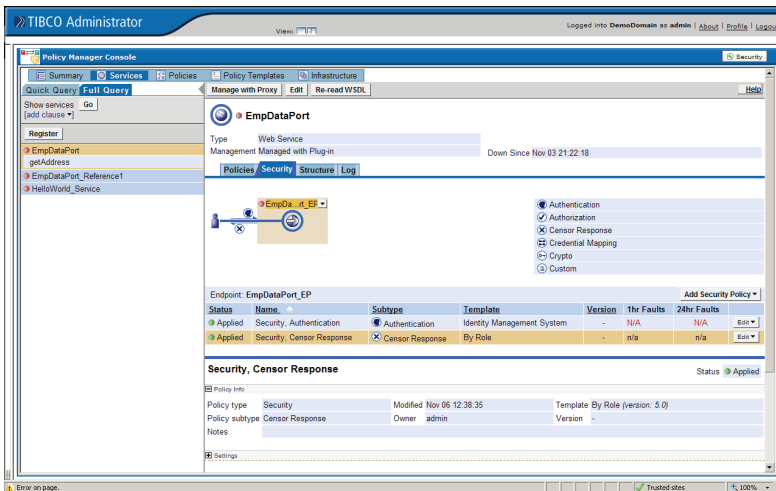 TIBCO Administrator
View:
Logged into DemoDomain as admin | About | Profile | Logou
Policy Manager Console
Security
Summary Services Policies Policy Templates Infrastructure
Quick Query Full Query
Manage with Proxy Edit Re-read WSDL Help
Show services Go
[add clause ▾]
Register
EmpDataPort
getAddress
EmpDataPort_Reference1
HelloWorld_Service
EmpDataPort
Type Web Service
Management Managed with Plug-in Down Since Nov 03 21:22:18
Policies Security Structure Log
EmpDa...rt_EP
Authentication
Authorization
Censor Response
Credential Mapping
Crypto
Custom
Endpoint: EmpDataPort_EP Add Security Policy ▾
Status Name Subtype Template Version 1hr Faults 24hr Faults
Applied Security, Authentication Authentication Identity Management System - N/A N/A Edit ▾
Applied Security, Censor Response Censor Response By Role - n/a n/a Edit ▾
Security, Censor Response Status Applied
Policy Info
Policy type Security Modified Nov 06 12:38:35 Template By Role (version: 5.0)
Policy subtype Censor Response Owner admin Version -
Notes
Settings
Error on page. Trusted sites 100%